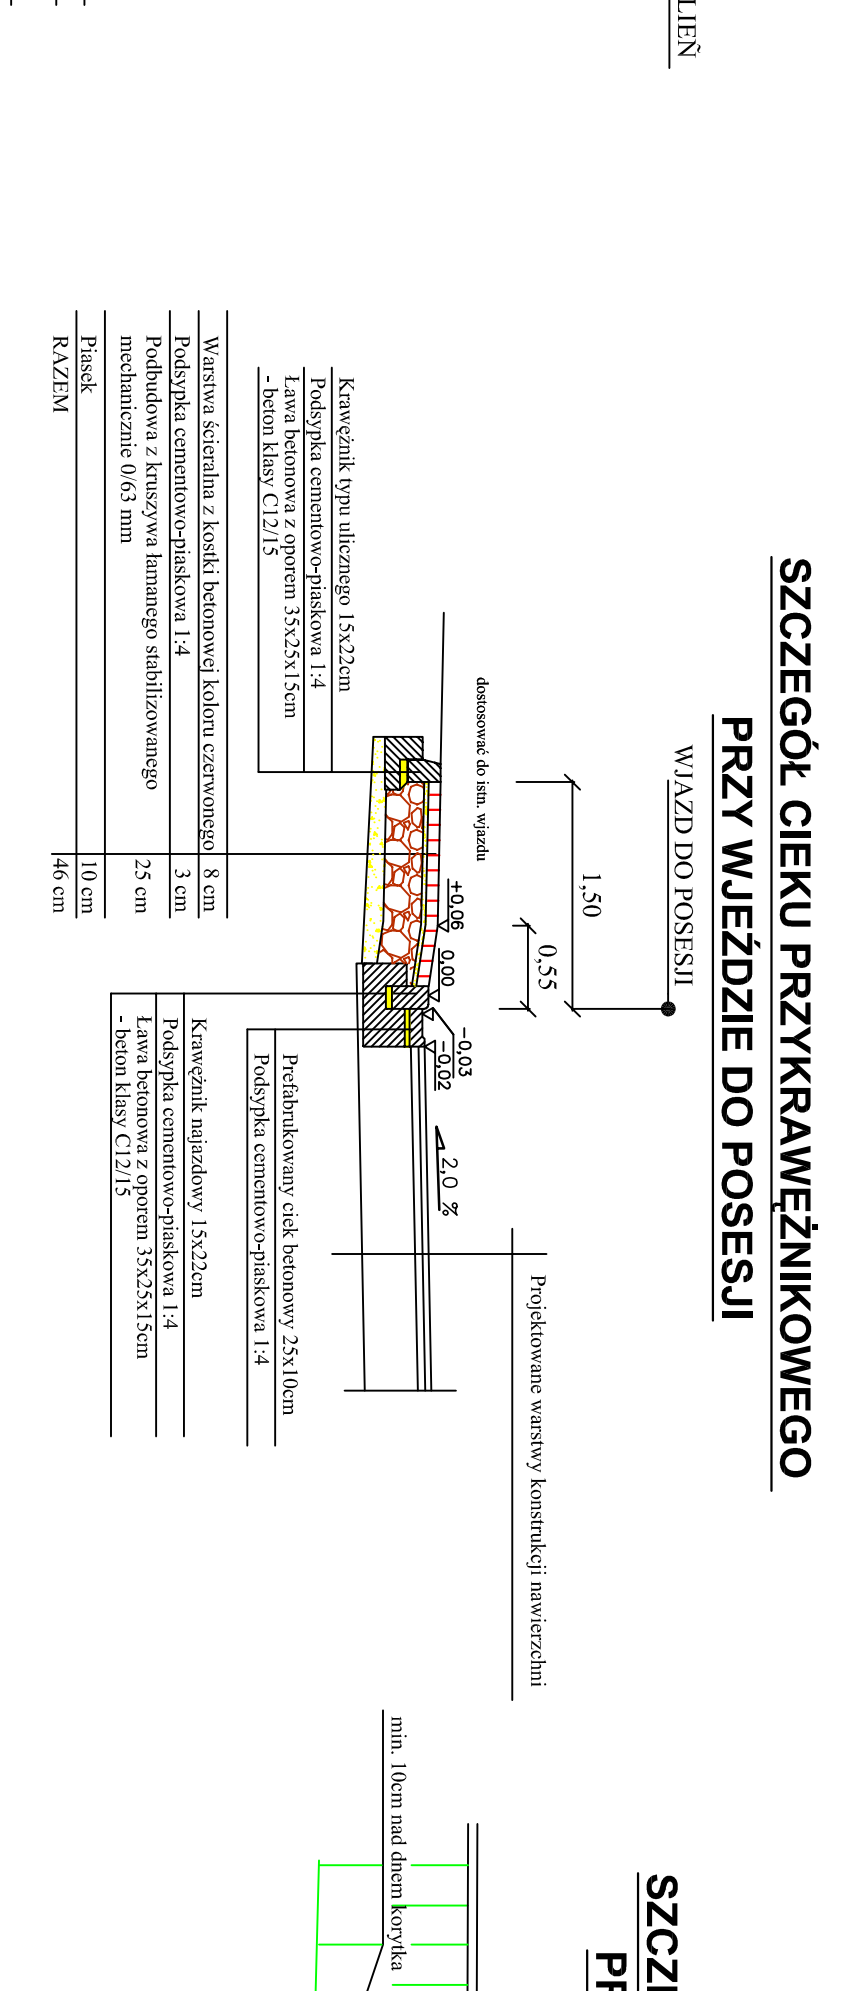 LIEÑ
SZCZEGÓŁ CIEKU PRZYKRAWĘŻNIKOWEGO
PRZY WJEŹDZIE DO POSESJI
WJAZD DO POSESJI
1,50
0,55
dostosować do istn. wjazdu
+0,06
0,00
-0,03
-0,02
2,0 %
Projektowane warstwy konstrukcji nawierzchni
Krawężnik typu ulicznego 15x22cm
Podsypka cementowo-piaskowa 1:4
Ława betonowa z oporem 35x25x15cm
- beton klasy C12/15
Warstwa ścieralna z kostki betonowej koloru czerwonego 8 cm
Podsypka cementowo-piaskowa 1:4 3 cm
Podbudowa z kruszywa łamanego stabilizowanego
mechanicznie 0/63 mm 25 cm
Piasek 10 cm
RAZEM 46 cm
Prefabrukowany ciek betonowy 25x10cm
Podsypka cementowo-piaskowa 1:4
Krawężnik najazdowy 15x22cm
Podsypka cementowo-piaskowa 1:4
Ława betonowa z oporem 35x25x15cm
- beton klasy C12/15
min. 10cm nad dnem korytka